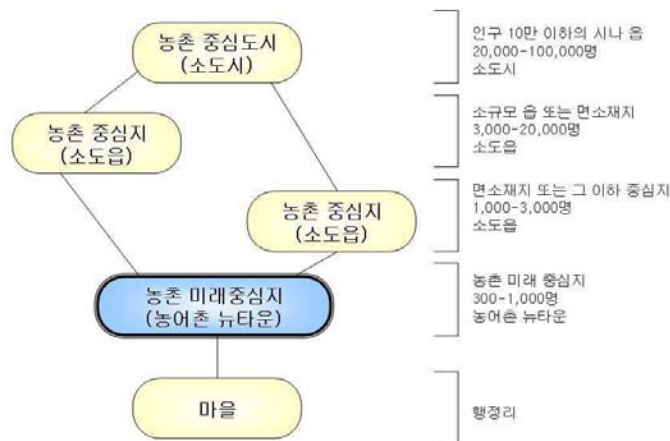 농촌 중심도시
(소도시)
인구 10만 이하의 시나 읍
20,000-100,000명
소도시
농촌 중심지
(소도읍)
소규모 읍 또는 면소재지
3,000-20,000명
소도읍
농촌 중심지
(소도읍)
면소재지 또는 그 이하 중심지
1,000-3,000명
소도읍
농촌 미래중심지
(농어촌 뉴타운)
농촌 미래 중심지
300-1,000명
농어촌 뉴타운
마을
행정리